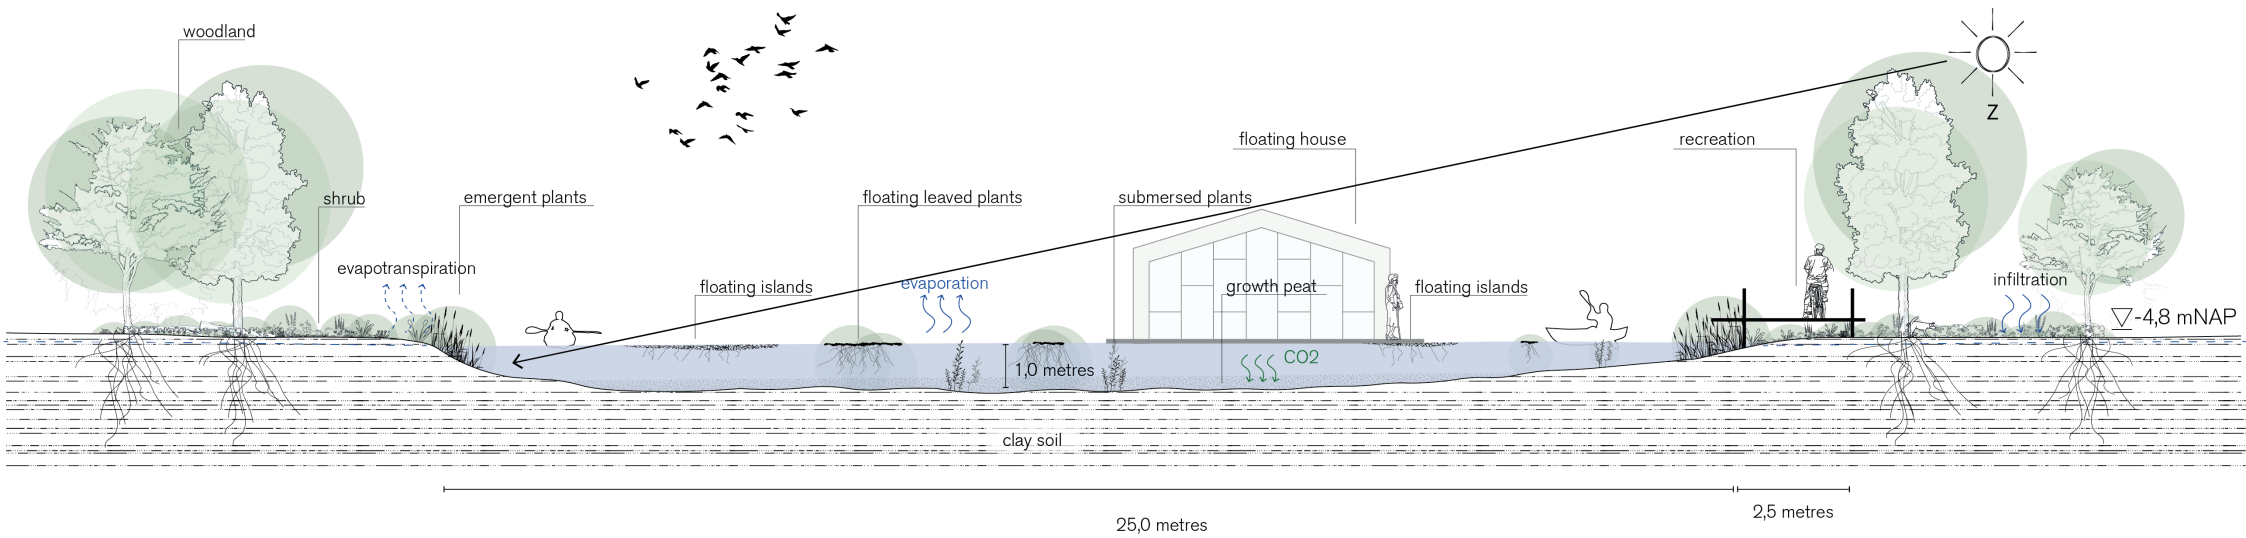 woodland
Z
floating house
recreation
shrub
emergent plants
floating leaved plants
submersed plants
evapotranspiration
floating islands
evaporation
growth peat
floating islands
infiltration
-4,8 mNAP
CO2
1,0 metres
clay soil
2,5 metres
25,0 metres